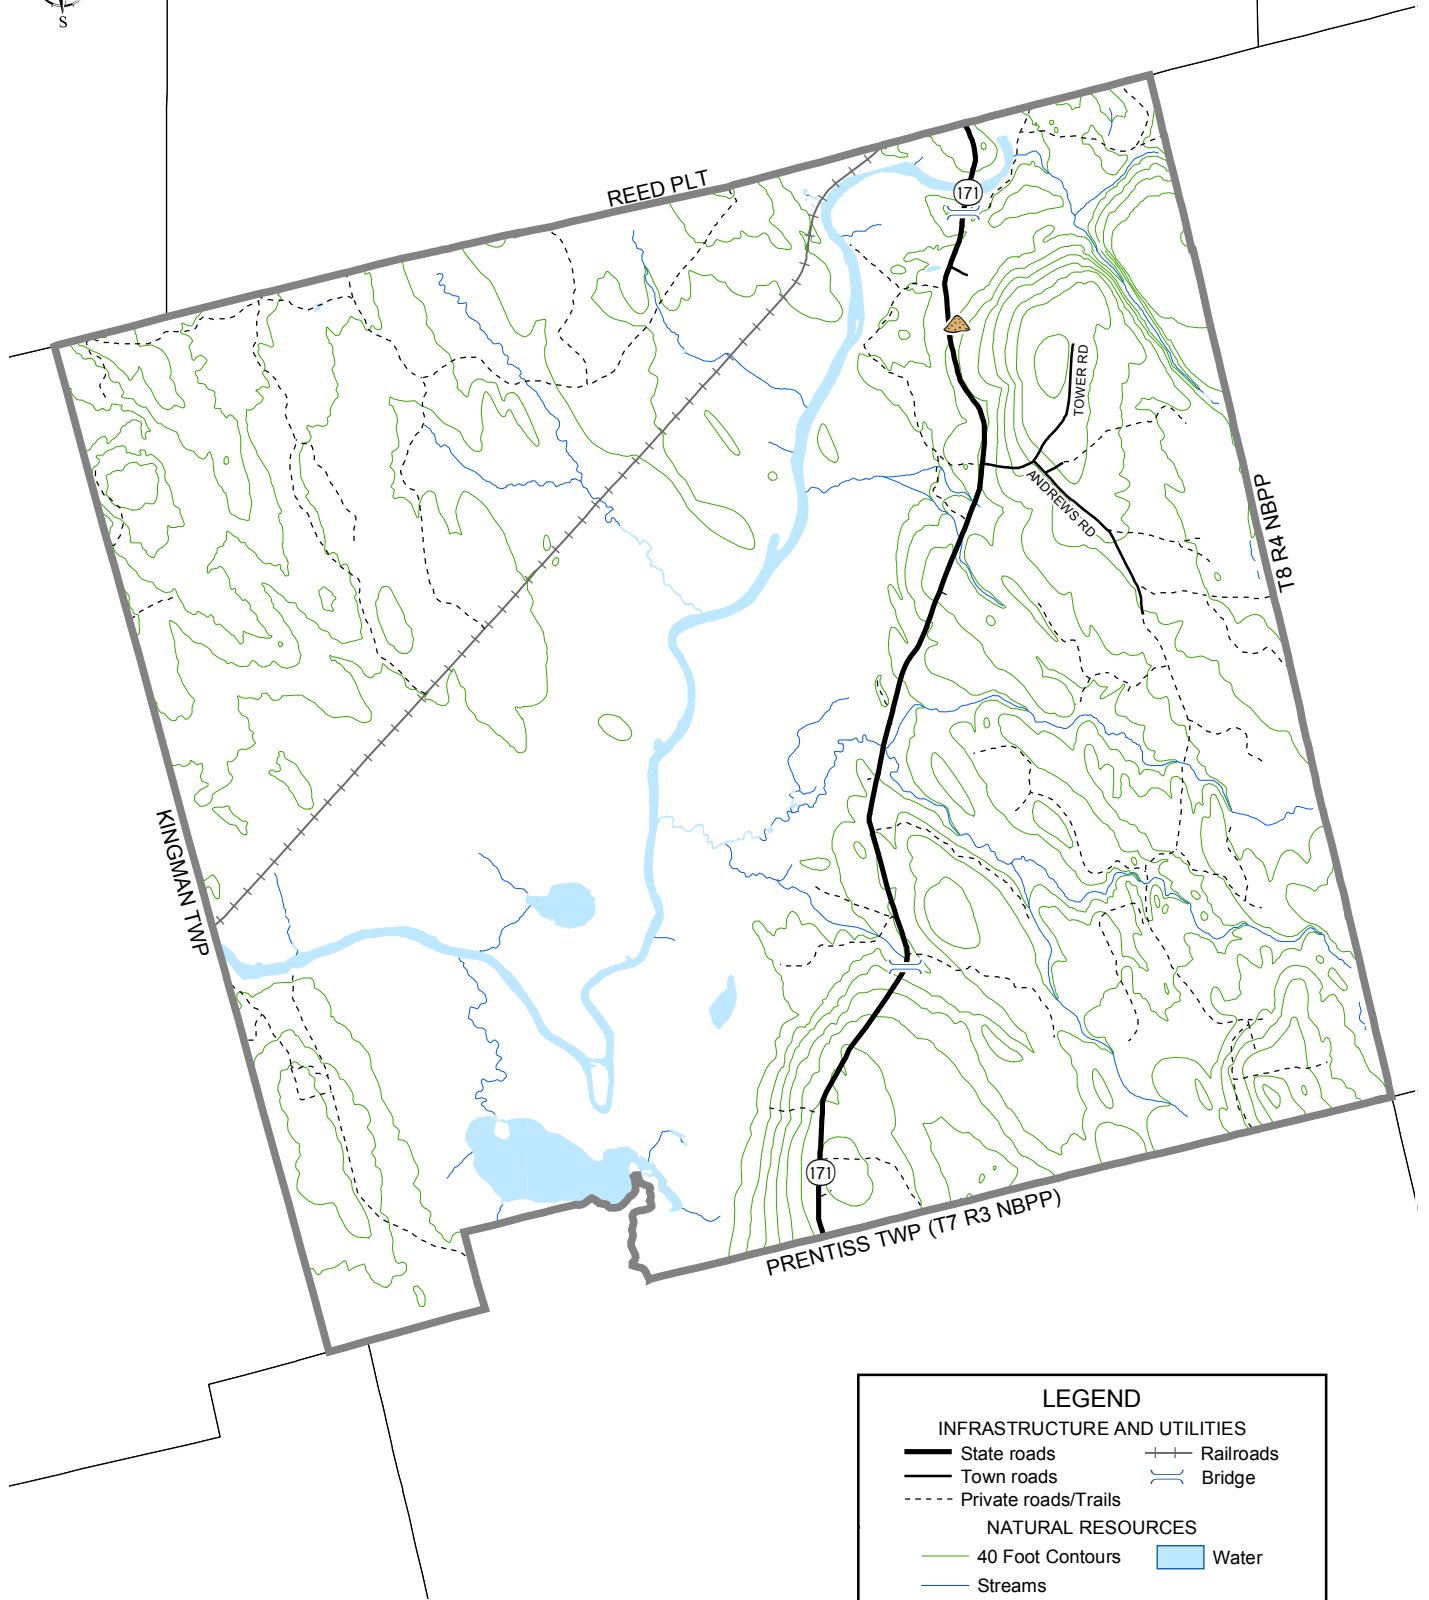 S
REED PLT
171
TOWER RD
ANDREWS RD
T8 R4 NBPP
KINGMAN TWP
171
PRENTISS TWP (T7 R3 NBPP)
LEGEND
INFRASTRUCTURE AND UTILITIES
State roads
Railroads
Town roads
Bridge
Private roads/Trails
NATURAL RESOURCES
40 Foot Contours
Water
Streams